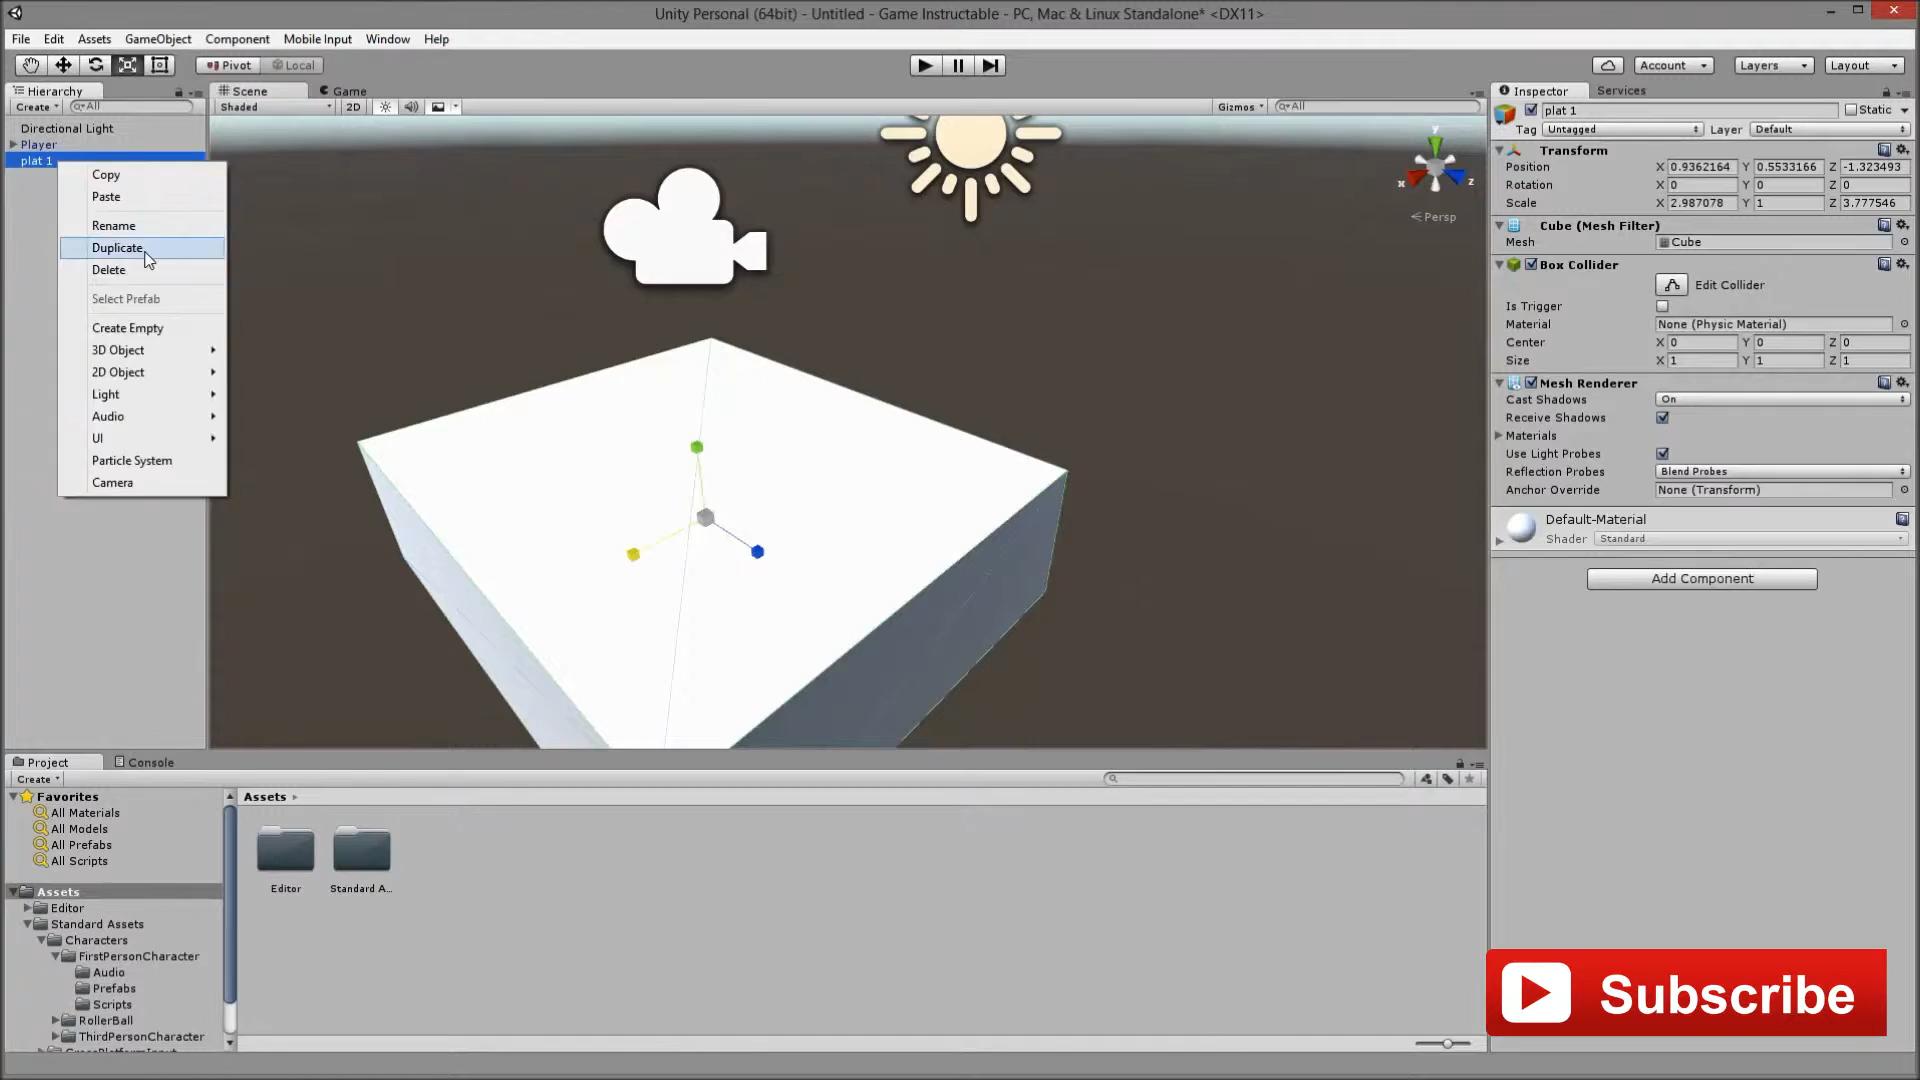 Unity Personal (64bit) - Untitled - Game Instructable - PC, Mac & Linux Standalone* <DX11>
File Edit Assets GameObject Component Mobile Input Window Help
Pivot Local Account Layers Layout
Hierarchy Scene Game Inspector Services
Create All Shaded 2D Gizmos All
plat 1 Static
Tag Untagged Layer Default
Directional Light
Player
plat 1
Copy
Paste
Rename
Duplicate
Delete
Select Prefab
Create Empty
3D Object
2D Object
Light
Audio
UI
Particle System
Camera
y
x z
Persp
Transform
Position X 0.9362164 Y 0.5533166 Z -1.323493
Rotation X 0 Y 0 Z 0
Scale X 2.987078 Y 1 Z 3.777546
Cube (Mesh Filter)
Mesh Cube
Box Collider
Edit Collider
Is Trigger
Material None (Physic Material)
Center X 0 Y 0 Z 0
Size X 1 Y 1 Z 1
Mesh Renderer
Cast Shadows On
Receive Shadows
Materials
Use Light Probes
Reflection Probes Blend Probes
Anchor Override None (Transform)
Default-Material
Shader Standard
Add Component
Project Console
Create
Favorites
All Materials
All Models
All Prefabs
All Scripts
Assets
Editor
Standard Assets
Characters
FirstPersonCharacter
Audio
Prefabs
Scripts
RollerBall
ThirdPersonCharacter
Assets
Editor Standard A...
Subscribe